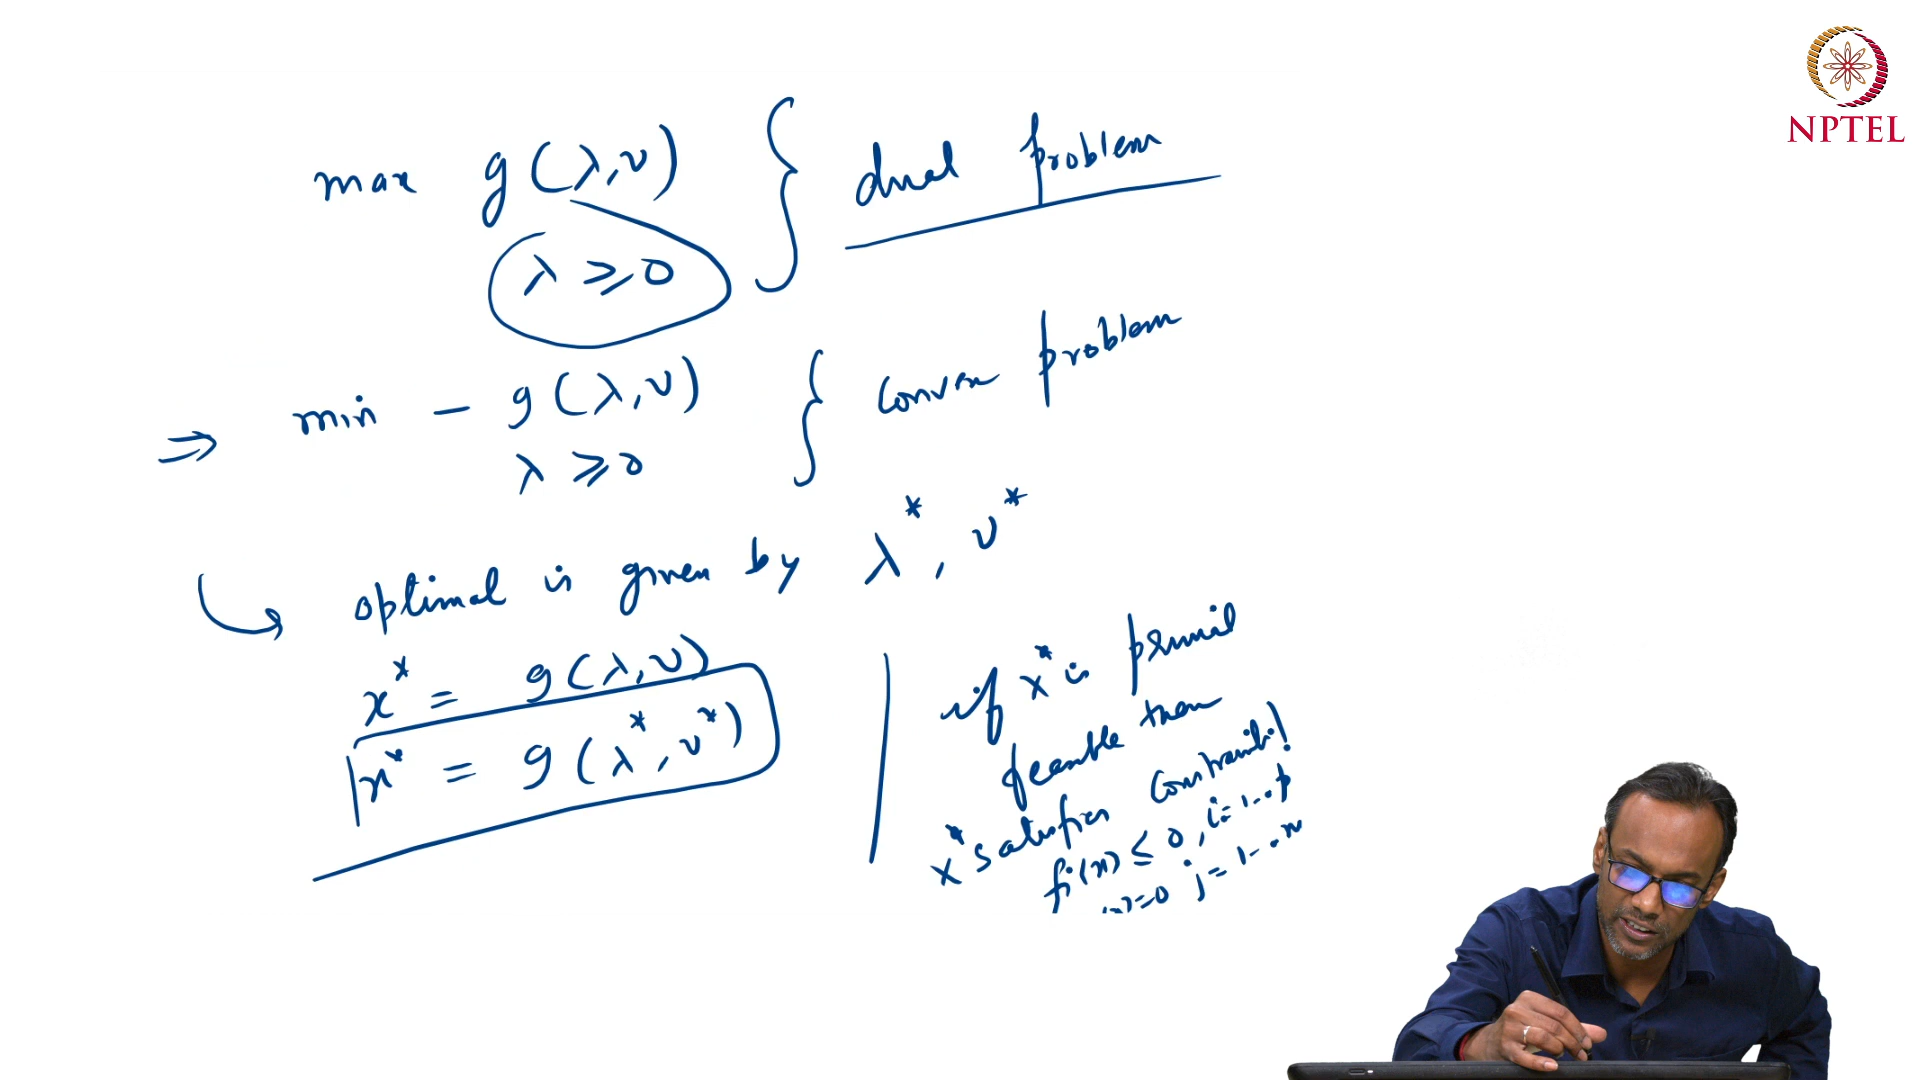 NPTEL
max g(λ,ν) } dual problem
λ ≥ 0
⇒ min - g(λ,ν) } convex problem
λ ≥ 0
optimal is given by λ*, ν*
x* = g(λ,ν)
x* = g(λ*,ν*)
if x* is primal
feasible then
x* satisfies constraints!
fi(x) ≤ 0, i = 1...p
(x) = 0 j = 1...n